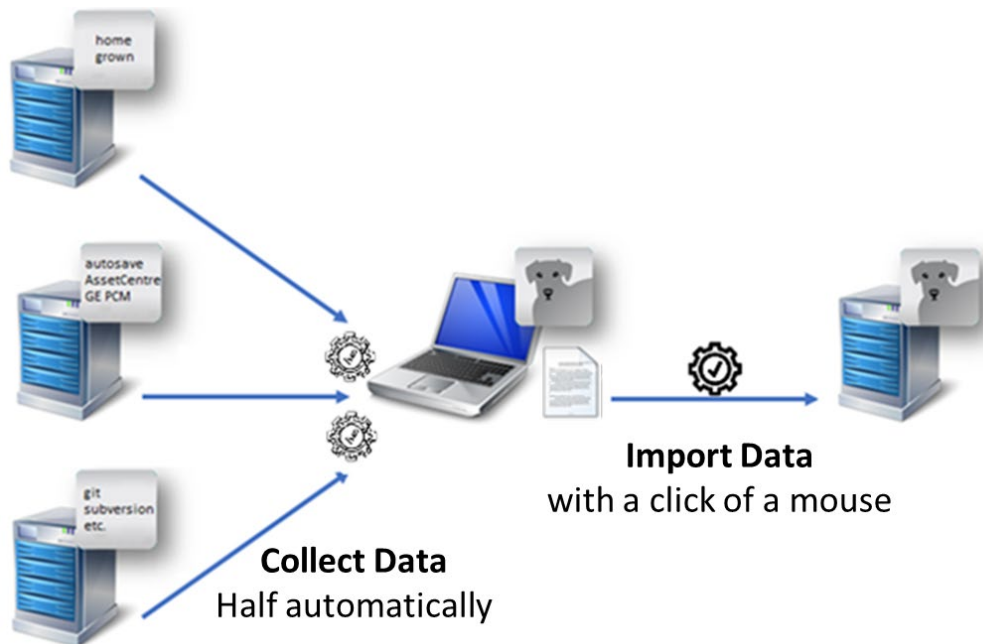 home
grown
autosave
AssetCentre
GE PCM
git
subversion
etc.
Collect Data
Half automatically
Import Data
with a click of a mouse